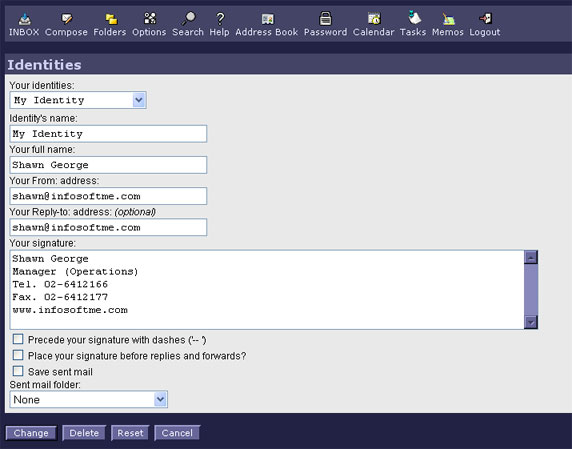 INBOX Compose Folders Options Search Help Address Book Password Calendar Tasks Memos Logout
Identities
Your identities:
My Identity
Identity's name:
My Identity
Your full name:
Shawn George
Your From: address:
shawn@infosoftme.com
Your Reply-to: address: (optional)
shawn@infosoftme.com
Your signature:
Shawn George
Manager (Operations)
Tel. 02-6412166
Fax. 02-6412177
www.infosoftme.com
Precede your signature with dashes ('-- ')
Place your signature before replies and forwards?
Save sent mail
Sent mail folder:
None
Change Delete Reset Cancel